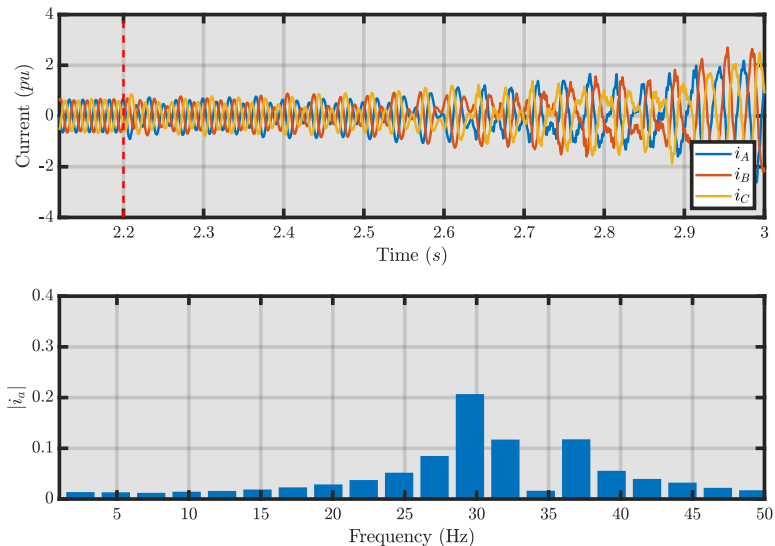 4
2
0
-2
-4
Current (pu)
i_A
i_B
i_C
2.2 2.3 2.4 2.5 2.6 2.7 2.8 2.9 3
Time (s)
0.4
0.3
0.2
0.1
0
|i_a|
5 10 15 20 25 30 35 40 45 50
Frequency (Hz)